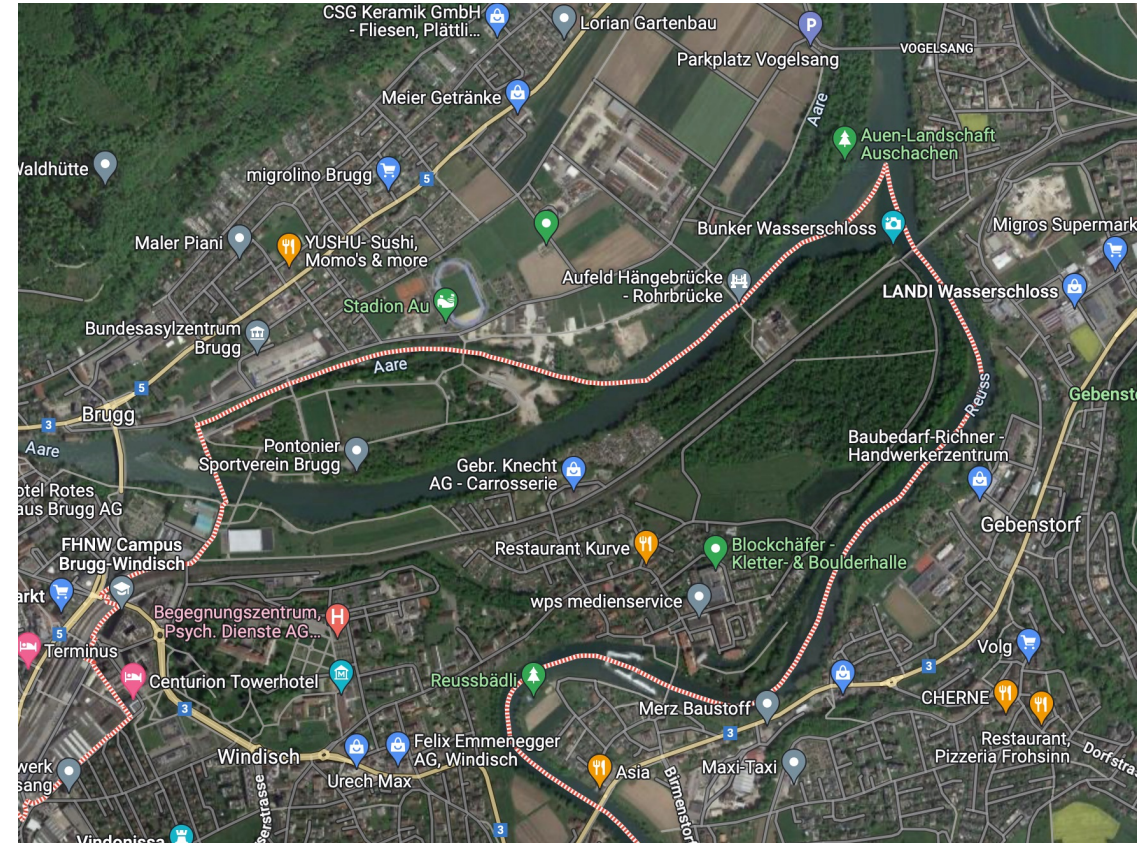 CSG Keramik GmbH
- Fliesen, Plättli...
Lorian Gartenbau
P
Parkplatz Vogelsang
VOGELSANG
Meier Getränke
Aare
Auen-Landschaft
Auschachen
Waldhütte
migrolino Brugg
5
Maler Piani
YUSHU- Sushi,
Momo's & more
Bunker Wasserschloss
Migros Supermark
Aufeld Hängebrücke
- Rohrbrücke
LANDI Wasserschloss
Stadion Au
Bundesasylzentrum
Brugg
Aare
5
Reuss
Gebenst
Brugg
3
Aare
Pontonier
Sportverein Brugg
Gebr. Knecht
AG - Carrosserie
Baubedarf-Richner -
Handwerkerzentrum
otel Rotes
aus Brugg AG
Gebenstorf
FHNW Campus
Brugg-Windisch
Restaurant Kurve
Blockchäfer -
Kletter- & Boulderhalle
arkt
wps medienservice
Begegnungszentrum,
Psych. Dienste AG...
H
5
Terminus
Volg
3
Centurion Towerhotel
Reussbädli
CHERNE
3
Merz Baustoff
3
Restaurant,
Pizzeria Frohsinn
Dorfstra
Windisch
Felix Emmenegger
AG, Windisch
Urech Max
werk
sang
Asia
Maxi-Taxi
Birmenstor
serstrasse
3
Vindonissa